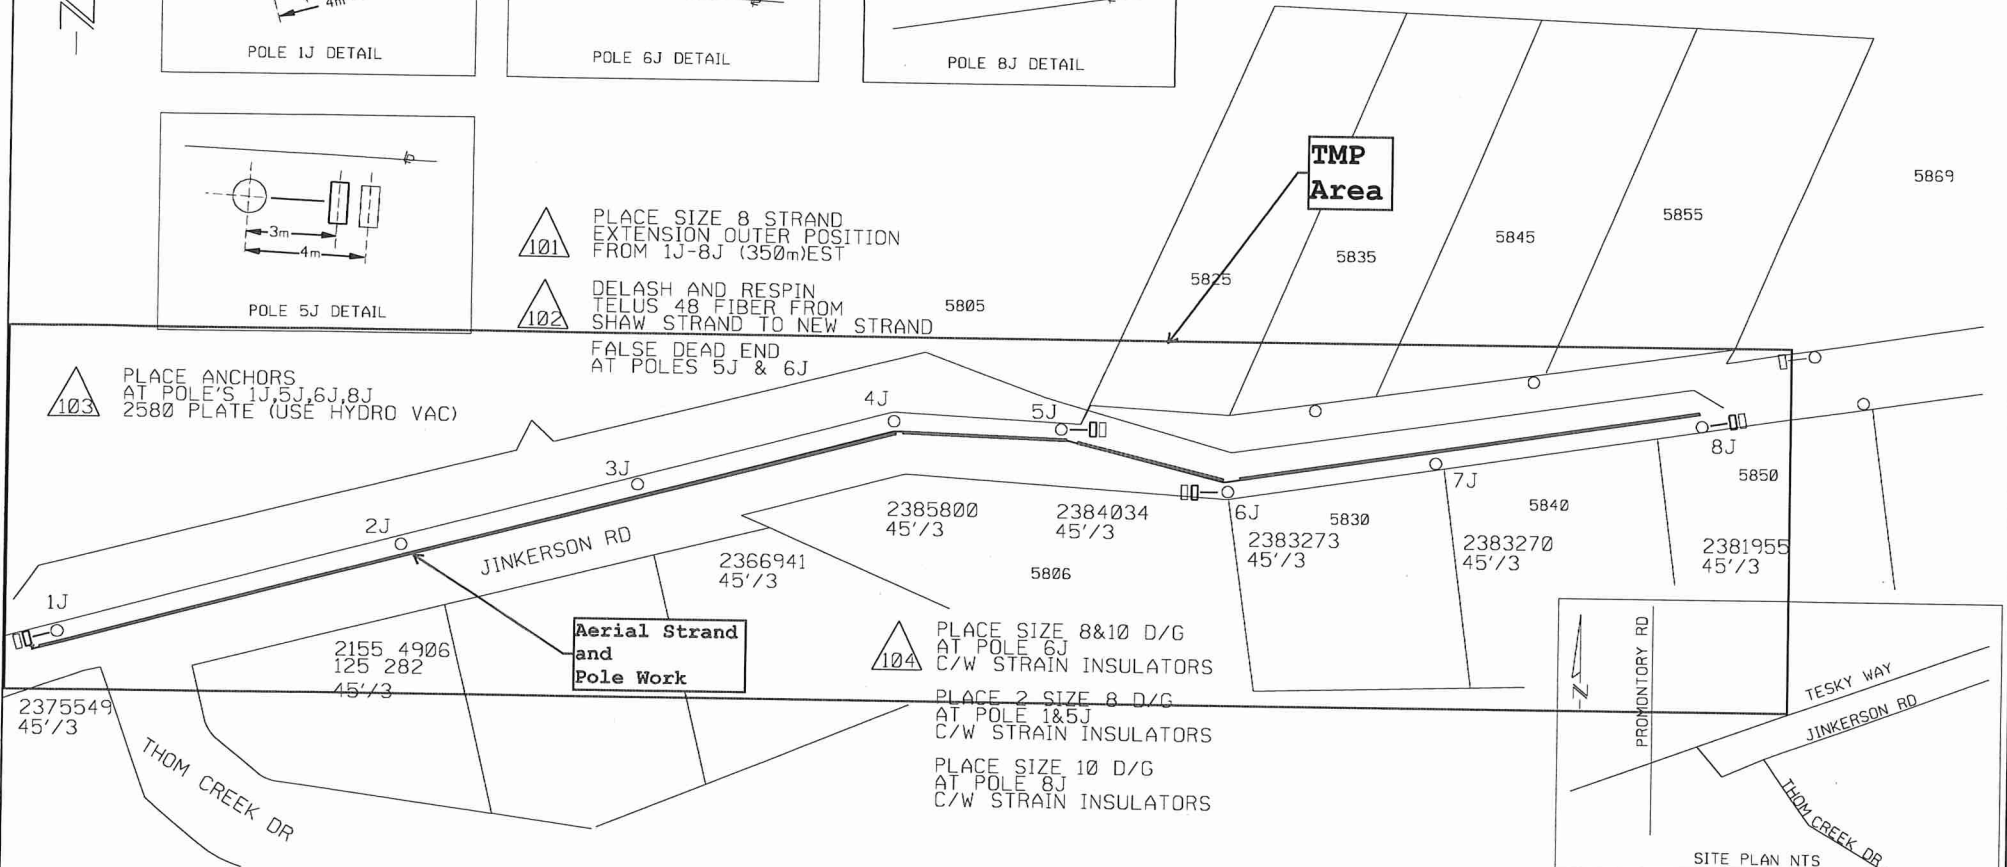 4m
-N-
POLE 1J DETAIL
POLE 6J DETAIL
POLE 8J DETAIL
3m
4m
POLE 5J DETAIL
101
PLACE SIZE 8 STRAND
EXTENSION OUTER POSITION
FROM 1J-8J (350m)EST
102
DELASH AND RESPIN
TELUS 48 FIBER FROM
SHAW STRAND TO NEW STRAND
FALSE DEAD END
AT POLES 5J & 6J
103
PLACE ANCHORS
AT POLE'S 1J,5J,6J,8J
2580 PLATE (USE HYDRO VAC)
TMP
Area
5805
5825
5835
5845
5855
5869
1J
2J
3J
4J
5J
6J
7J
8J
JINKERSON RD
2385800
45'/3
2384034
45'/3
2383273
45'/3
5830
5840
2383270
45'/3
5850
2381955
45'/3
2366941
45'/3
5806
2155 4906
125 282
45'/3
Aerial Strand
and
Pole Work
2375549
45'/3
THOM CREEK DR
104
PLACE SIZE 8&10 D/G
AT POLE 6J
C/W STRAIN INSULATORS
PLACE 2 SIZE 8 D/G
AT POLE 1&5J
C/W STRAIN INSULATORS
PLACE SIZE 10 D/G
AT POLE 8J
C/W STRAIN INSULATORS
-N-
PROMONTORY RD
TESKY WAY
JINKERSON RD
THOM CREEK DR
SITE PLAN NTS